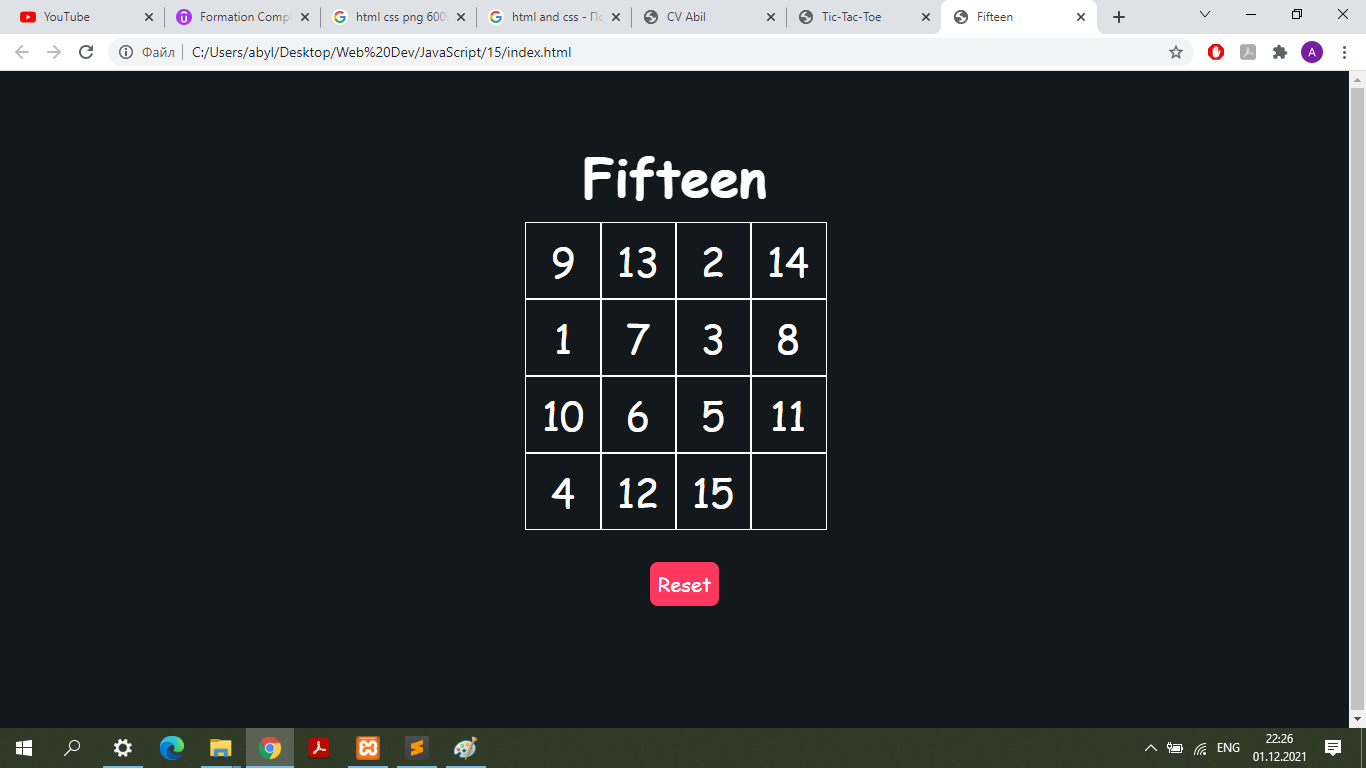 YouTube
Formation Comp
html css png 600
html and css - По
CV Abil
Tic-Tac-Toe
Fifteen
Файл | C:/Users/abyl/Desktop/Web%20Dev/JavaScript/15/index.html
A
Fifteen
9 13 2 14
1 7 3 8
10 6 5 11
4 12 15
Reset
ENG
22:26
01.12.2021